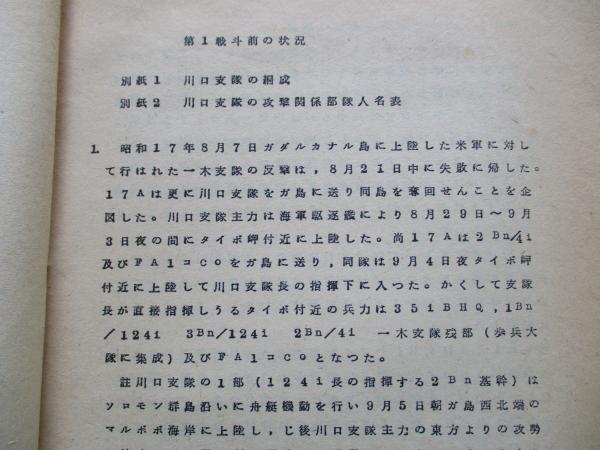 第1戦斗前の状況
別紙1 川口支隊の綱成
別紙2 川口支隊の攻撃関係部隊人名表
1. 昭和17年8月7日ガダルカナル島に上陸した米軍に対し
て行はれた一木支隊の反撃は,8月21日中に失敗に帰した。
17Aは更に川口支隊をガ島に送り同島を奪回せんことを企
図した。川口支隊主力は海軍駆逐艦により8月29日〜9月
3日夜の間にタイボ岬付近に上陸した。尚17Aは2Bn/4i
及びFA1coCOをガ島に送り,同隊は9月4日夜タイボ岬
付近に上陸して川口支隊長の指揮下に入つた。かくして支隊
長が直接指揮しうるタイボ付近の兵力は35iBHQ,1Bn
/124i 3Bn/124i 2Bn/4i 一木支隊残部(歩兵大
隊に集成)及びFA1coCOとなつた。
註川口支隊の1部(124i長の指揮する2Bn基幹)は
ソロモン群島沿いに舟艇機動を行い9月5日朝ガ島西北端の
マルボボ海岸に上陸し,じ後川口支隊主力の東方よりの攻勢